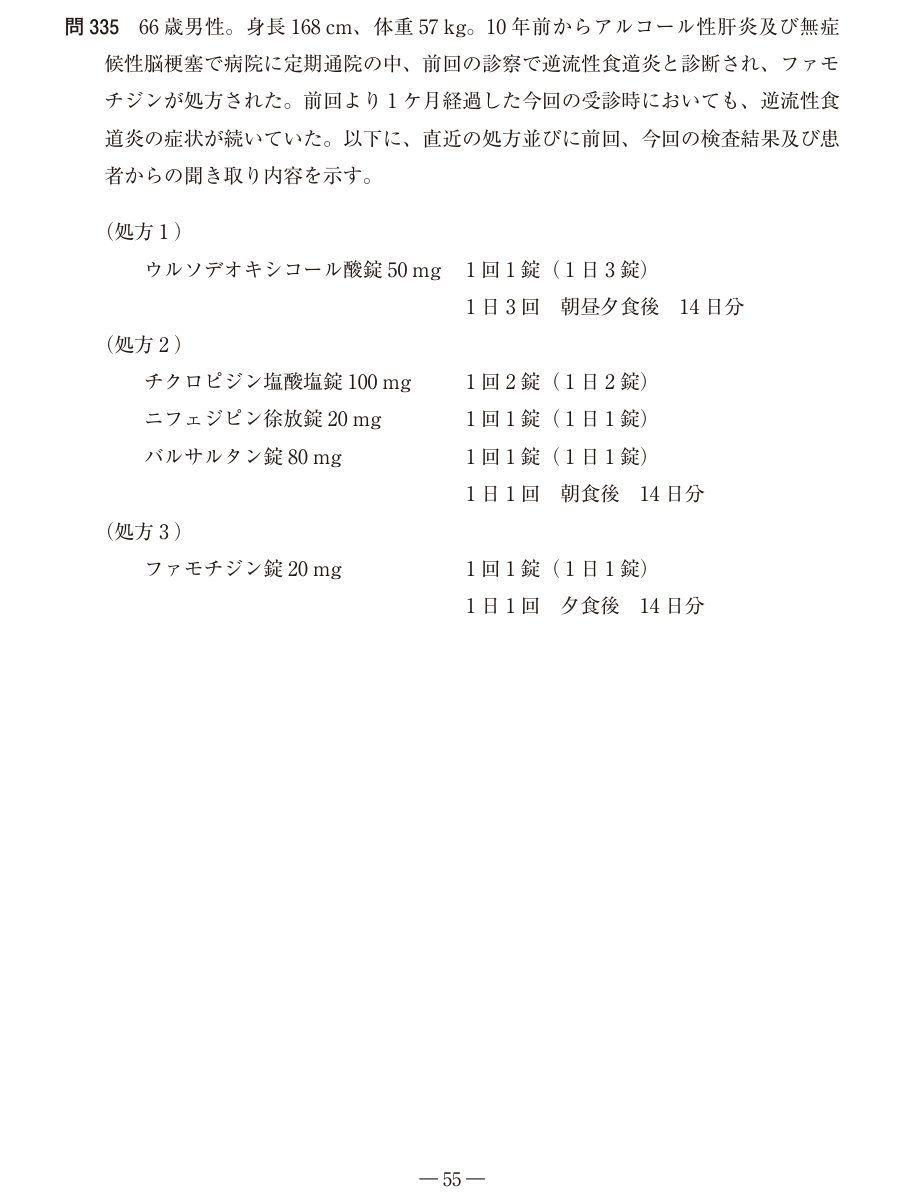 問 335　66 歳男性。身長 168 cm、体重 57 kg。10 年前からアルコール性肝炎及び無症
候性脳梗塞で病院に定期通院の中、前回の診察で逆流性食道炎と診断され、ファモ
チジンが処方された。前回より 1 ケ月経過した今回の受診時においても、逆流性食
道炎の症状が続いていた。以下に、直近の処方並びに前回、今回の検査結果及び患
者からの聞き取り内容を示す。
（処方 1 ）
ウルソデオキシコール酸錠 50 mg　1 回 1 錠（ 1 日 3 錠）
1 日 3 回　朝昼夕食後　14 日分
（処方 2 ）
チクロピジン塩酸塩錠 100 mg　1 回 2 錠（ 1 日 2 錠）
ニフェジピン徐放錠 20 mg　1 回 1 錠（ 1 日 1 錠）
バルサルタン錠 80 mg　1 回 1 錠（ 1 日 1 錠）
1 日 1 回　朝食後　14 日分
（処方 3 ）
ファモチジン錠 20 mg　1 回 1 錠（ 1 日 1 錠）
1 日 1 回　夕食後　14 日分
— 55 —